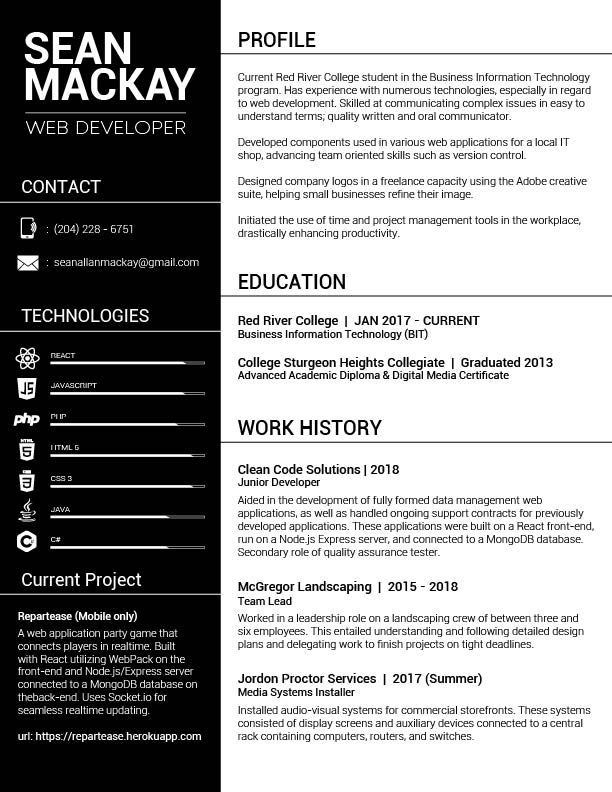 SEAN
MACKAY
WEB DEVELOPER
CONTACT
: (204) 228 - 6751
: seanallanmackay@gmail.com
TECHNOLOGIES
REACT
JS
JAVASCRIPT
php
PHP
HTML
5
HTML 5
CSS
3
CSS 3
Java
JAVA
C#
C#
Current Project
Repartease (Mobile only)
A web application party game that
connects players in realtime. Built
with React utilizing WebPack on the
front-end and Node.js/Express server
connected to a MongoDB database on
theback-end. Uses Socket.io for
seamless realtime updating.
url: https://repartease.herokuapp.com
PROFILE
Current Red River College student in the Business Information Technology
program. Has experience with numerous technologies, especially in regard
to web development. Skilled at communicating complex issues in easy to
understand terms; quality written and oral communicator.
Developed components used in various web applications for a local IT
shop, advancing team oriented skills such as version control.
Designed company logos in a freelance capacity using the Adobe creative
suite, helping small businesses refine their image.
Initiated the use of time and project management tools in the workplace,
drastically enhancing productivity.
EDUCATION
Red River College | JAN 2017 - CURRENT
Business Information Technology (BIT)
College Sturgeon Heights Collegiate | Graduated 2013
Advanced Academic Diploma & Digital Media Certificate
WORK HISTORY
Clean Code Solutions | 2018
Junior Developer
Aided in the development of fully formed data management web
applications, as well as handled ongoing support contracts for previously
developed applications. These applications were built on a React front-end,
run on a Node.js Express server, and connected to a MongoDB database.
Secondary role of quality assurance tester.
McGregor Landscaping | 2015 - 2018
Team Lead
Worked in a leadership role on a landscaping crew of between three and
six employees. This entailed understanding and following detailed design
plans and delegating work to finish projects on tight deadlines.
Jordon Proctor Services | 2017 (Summer)
Media Systems Installer
Installed audio-visual systems for commercial storefronts. These systems
consisted of display screens and auxiliary devices connected to a central
rack containing computers, routers, and switches.